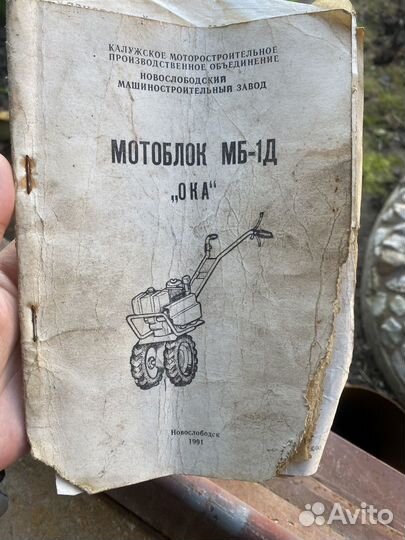 КАЛУЖСКОЕ МОТОРОСТРОИТЕЛЬНОЕ
ПРОИЗВОДСТВЕННОЕ ОБЪЕДИНЕНИЕ
НОВОСЛОБОДСКИЙ
МАШИНОСТРОИТЕЛЬНЫЙ ЗАВОД
МОТОБЛОК МБ-1Д
„ОКА“
Новослободск
1991
Avito